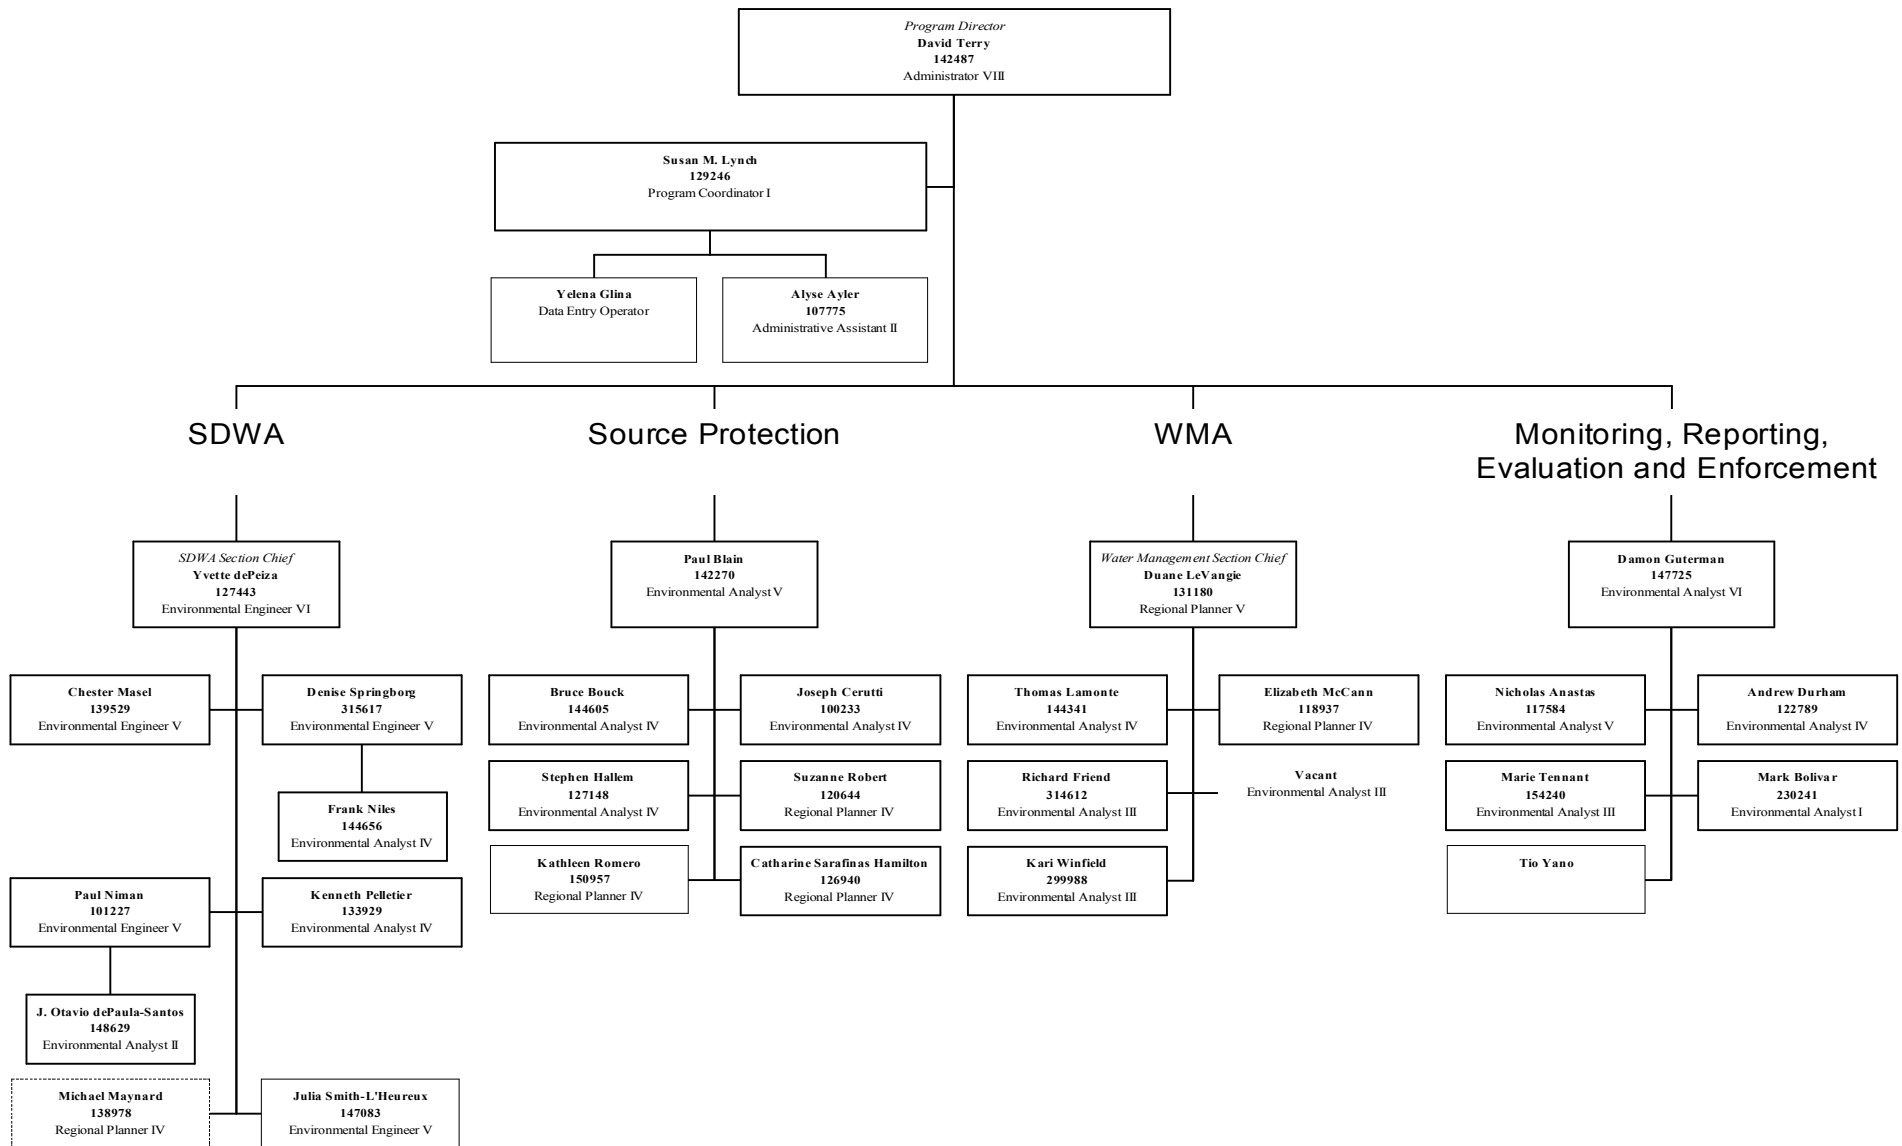 Program Director
David Terry
142487
Administrator VIII
Susan M. Lynch
129246
Program Coordinator I
Yelena Glina
Data Entry Operator
Alyse Ayler
107775
Administrative Assistant II
SDWA
Source Protection
WMA
Monitoring, Reporting,
Evaluation and Enforcement
SDWA Section Chief
Yvette dePeiza
127443
Environmental Engineer VI
Paul Blain
142270
Environmental Analyst V
Water Management Section Chief
Duane LeVangie
131180
Regional Planner V
Damon Guterman
147725
Environmental Analyst VI
Chester Masel
139529
Environmental Engineer V
Denise Springborg
315617
Environmental Engineer V
Frank Niles
144656
Environmental Analyst IV
Paul Niman
101227
Environmental Engineer V
Kenneth Pelletier
133929
Environmental Analyst IV
J. Otavio dePaula-Santos
148629
Environmental Analyst II
Michael Maynard
138978
Regional Planner IV
Julia Smith-L'Heureux
147083
Environmental Engineer V
Bruce Bouck
144605
Environmental Analyst IV
Joseph Cerutti
100233
Environmental Analyst IV
Stephen Hallem
127148
Environmental Analyst IV
Suzanne Robert
120644
Regional Planner IV
Kathleen Romero
150957
Regional Planner IV
Catharine Sarafinas Hamilton
126940
Regional Planner IV
Thomas Lamonte
144341
Environmental Analyst IV
Elizabeth McCann
118937
Regional Planner IV
Richard Friend
314612
Environmental Analyst III
Vacant
Environmental Analyst III
Kari Winfield
299988
Environmental Analyst III
Nicholas Anastas
117584
Environmental Analyst V
Andrew Durham
122789
Environmental Analyst IV
Marie Tennant
154240
Environmental Analyst III
Mark Bolivar
230241
Environmental Analyst I
Tio Yano